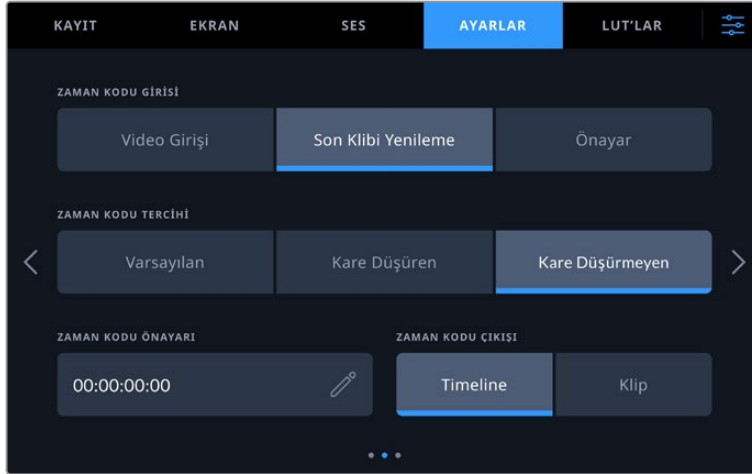 KAYIT EKRAN SES AYARLAR LUT'LAR
ZAMAN KODU GİRİSİ
Video Girişi Son Klibi Yenileme Önayar
ZAMAN KODU TERCİHİ
Varsayılan Kare Düşüren Kare Düşürmeyen
ZAMAN KODU ÖNAYARI ZAMAN KODU ÇIKIŞI
00:00:00:00 Timeline Klip